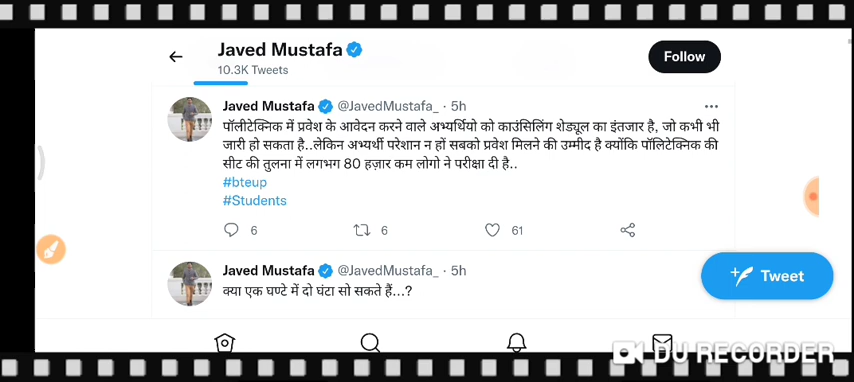 Javed Mustafa
10.3K Tweets
Follow
Javed Mustafa @JavedMustafa_ · 5h
पॉलीटेक्निक में प्रवेश के आवेदन करने वाले अभ्यर्थियो को काउंसिलिंग शेड्यूल का इंतजार है, जो कभी भी
जारी हो सकता है..लेकिन अभ्यर्थी परेशान न हों सबको प्रवेश मिलने की उम्मीद है क्योंकि पॉलिटेक्निक की
सीट की तुलना में लगभग 80 हज़ार कम लोगो ने परीक्षा दी है..
#bteup
#Students
6 6 61
Javed Mustafa @JavedMustafa_ · 5h
क्या एक घण्टे में दो घंटा सो सकते हैं...?
Tweet
DU RECORDER